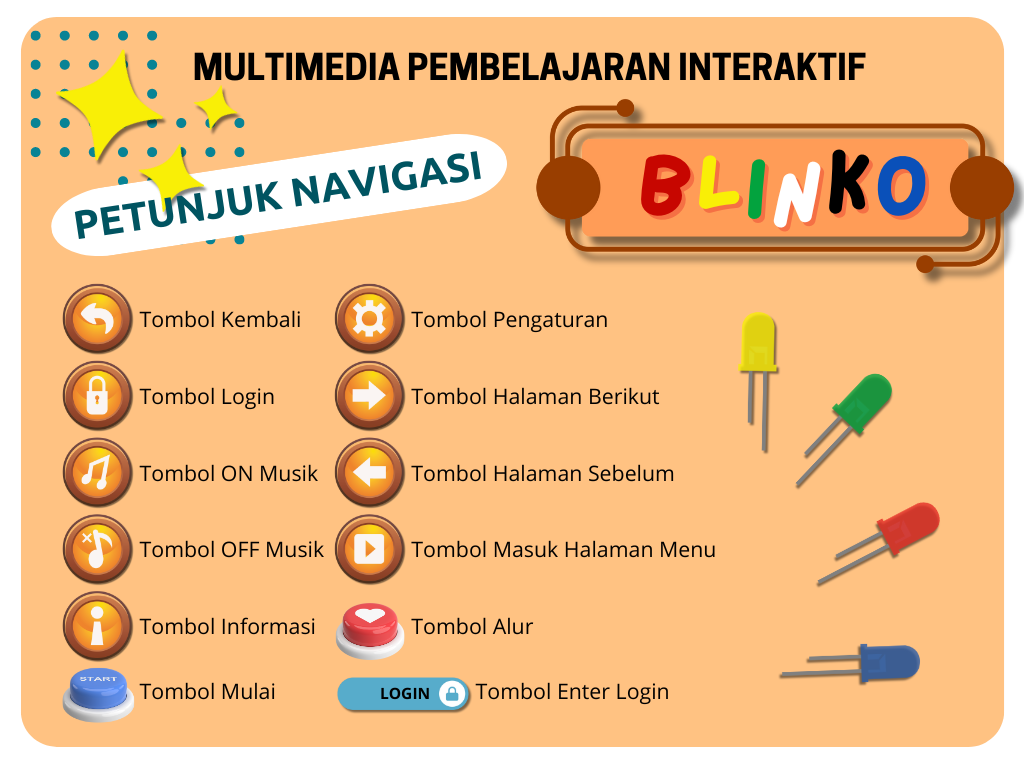 MULTIMEDIA PEMBELAJARAN INTERAKTIF
PETUNJUK NAVIGASI
BLINKO
Tombol Kembali
Tombol Login
Tombol ON Musik
Tombol OFF Musik
Tombol Informasi
START
Tombol Mulai
Tombol Pengaturan
Tombol Halaman Berikut
Tombol Halaman Sebelum
Tombol Masuk Halaman Menu
Tombol Alur
LOGIN
Tombol Enter Login